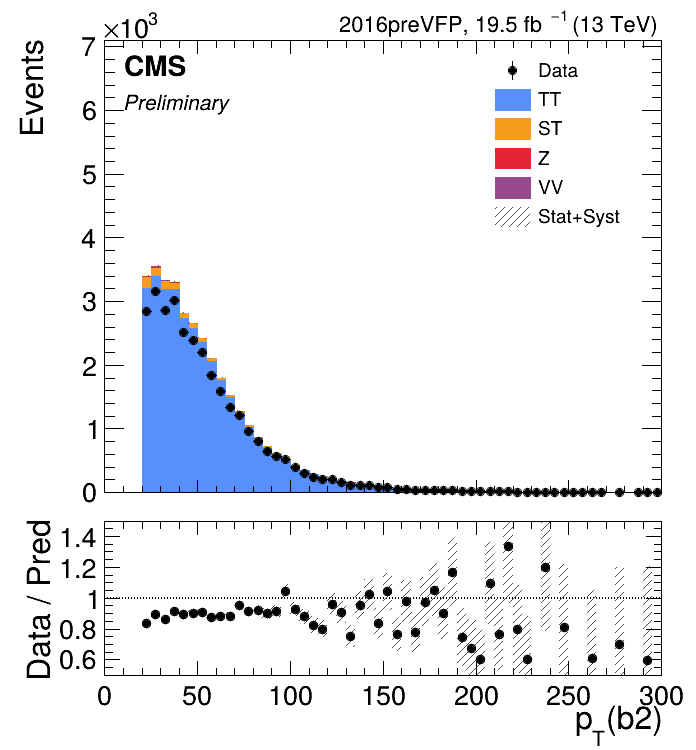 ×10³
2016preVFP, 19.5 fb ⁻¹ (13 TeV)
Events
7
6
5
4
3
2
1
0
CMS
Preliminary
Data
TT
ST
Z
VV
Stat+Syst
Data / Pred
1.4
1.2
1
0.8
0.6
0 50 100 150 200 250 300
p_T(b2)